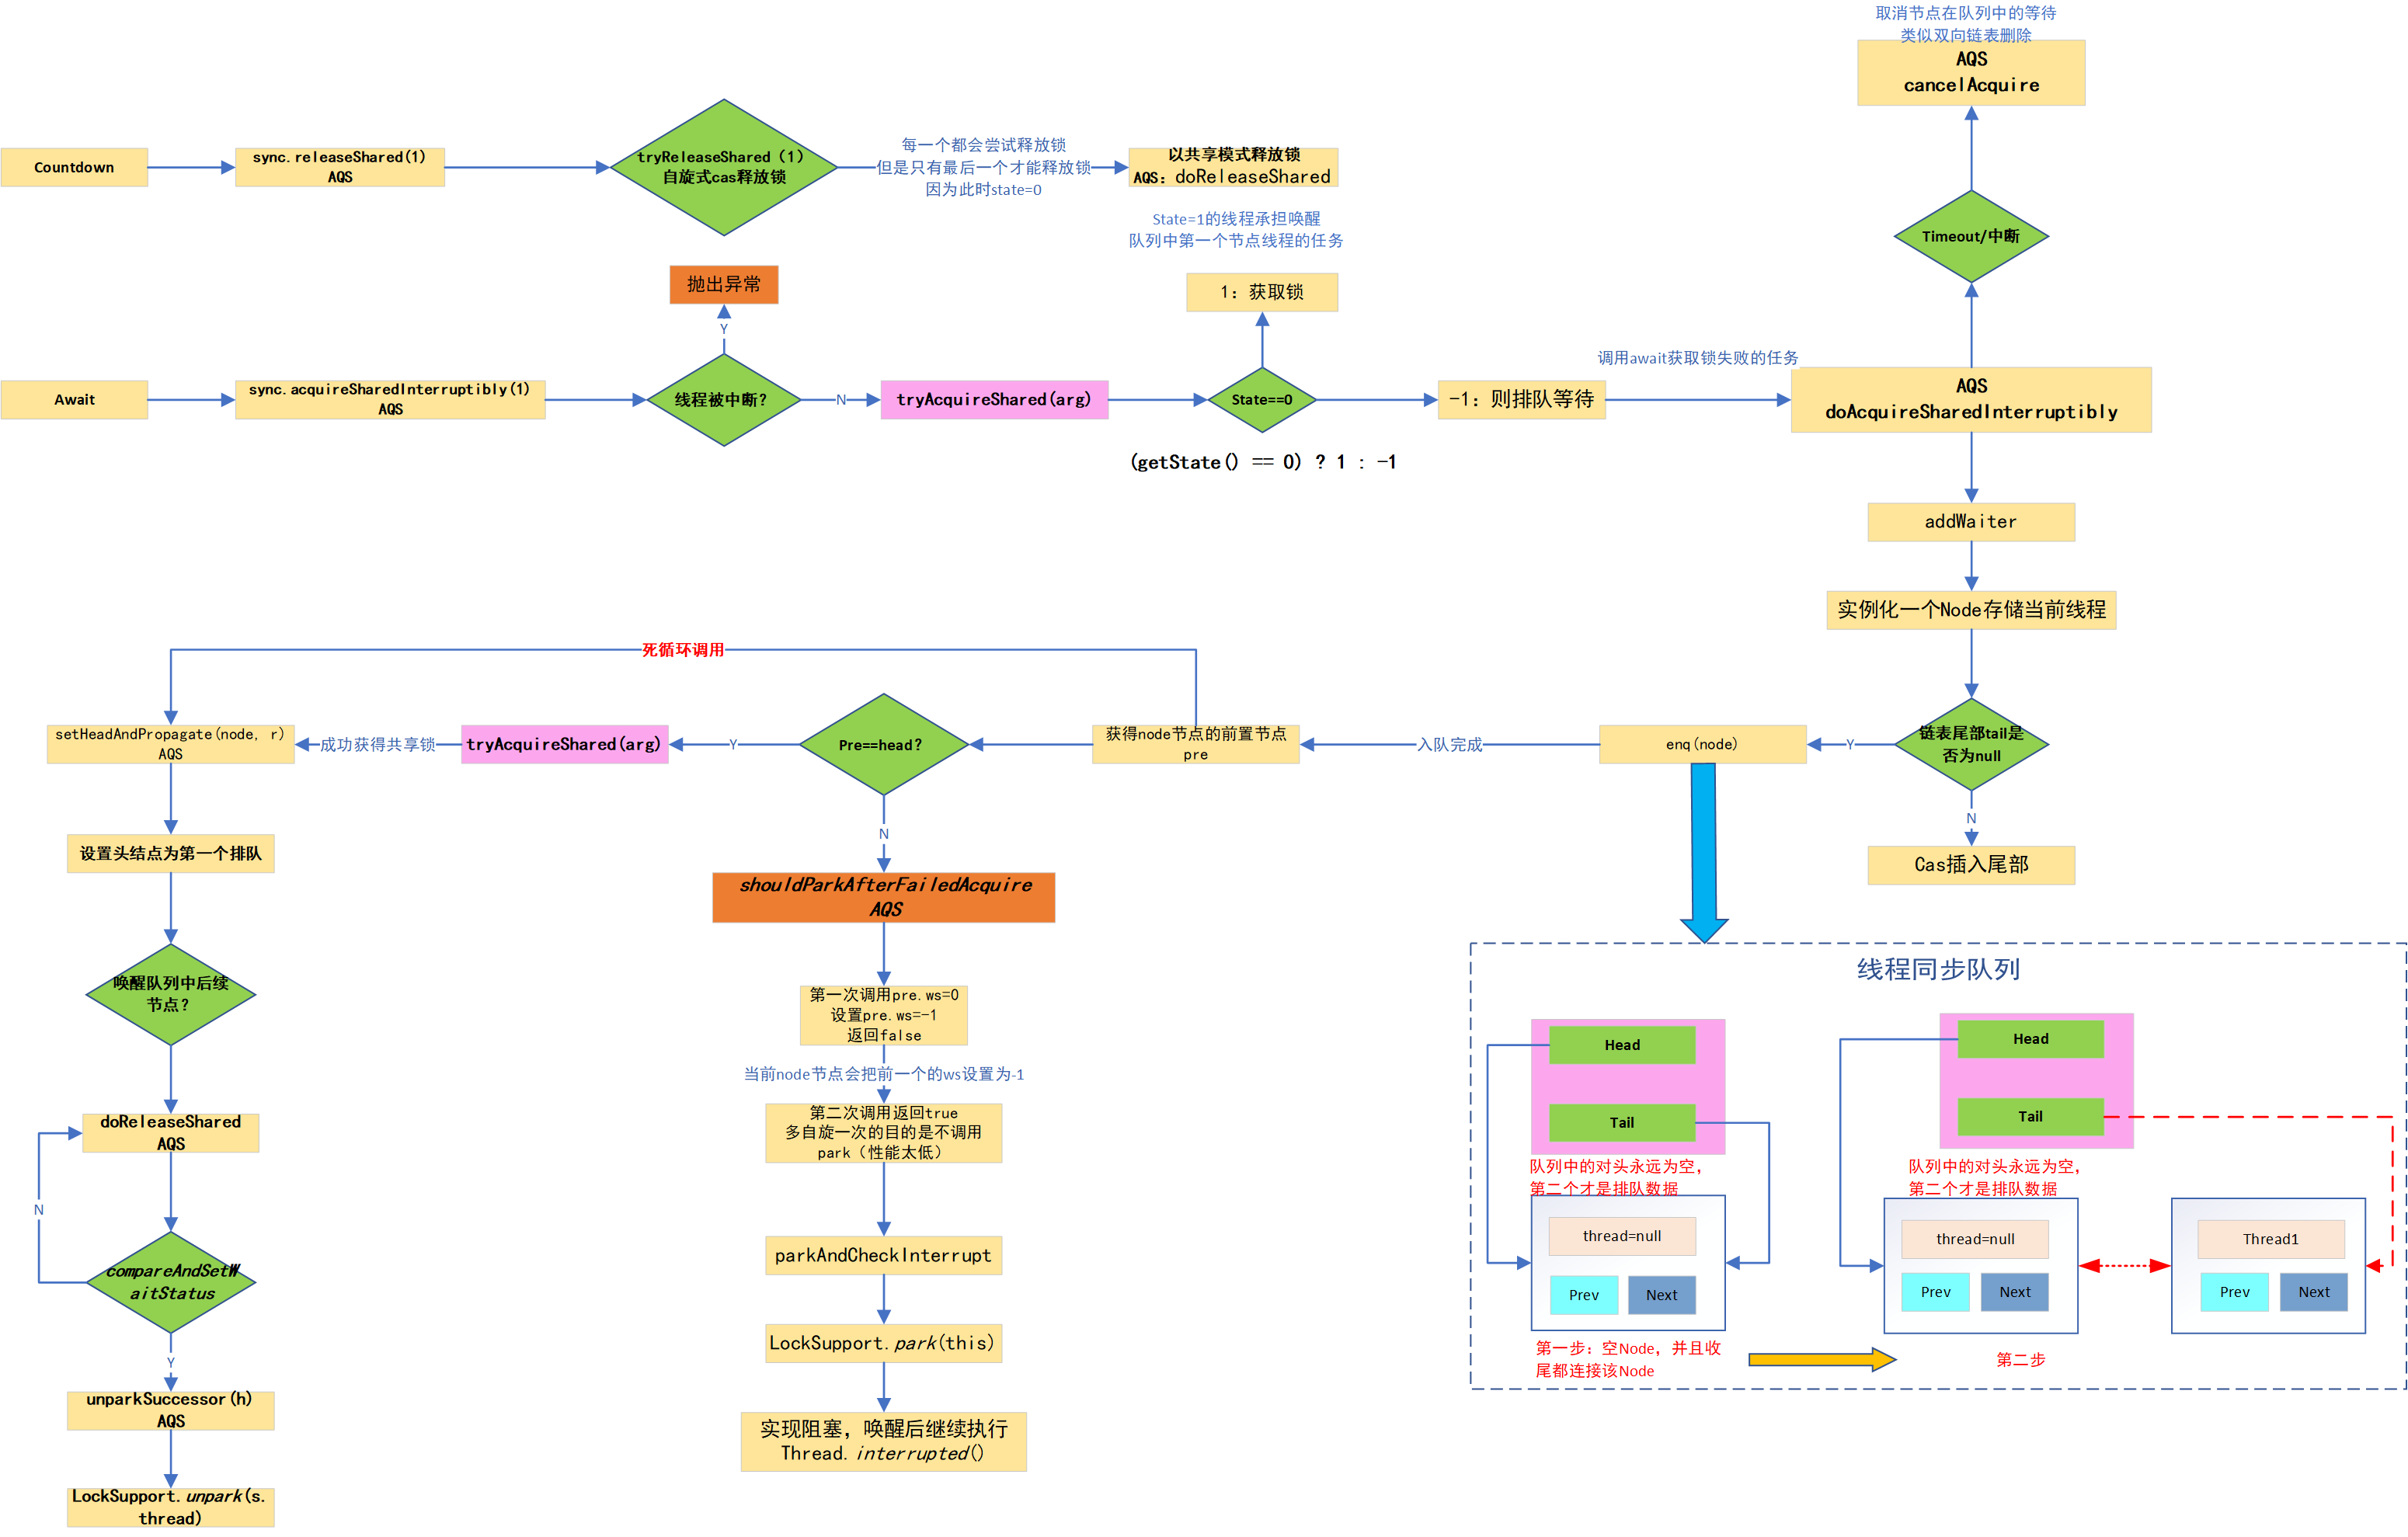 取消节点在队列中的等待
类似双向链表删除
AQS
cancelAcquire
Countdown
sync.releaseShared(1)
AQS
tryReleaseShared（1）
自旋式cas释放锁
每一个都会尝试释放锁
但是只有最后一个才能释放锁
因为此时state=0
以共享模式释放锁
AQS：doReleaseShared
State=1的线程承担唤醒
队列中第一个节点线程的任务
Timeout/中断
抛出异常
Y
1：获取锁
Await
sync.acquireSharedInterruptibly(1)
AQS
线程被中断？
N
tryAcquireShared(arg)
State==0
-1：则排队等待
调用await获取锁失败的任务
AQS
doAcquireSharedInterruptibly
(getState() == 0) ? 1 : -1
addWaiter
实例化一个Node存储当前线程
死循环调用
setHeadAndPropagate(node, r)
AQS
成功获得共享锁
tryAcquireShared(arg)
Y
Pre==head？
获得node节点的前置节点
pre
入队完成
enq(node)
Y
链表尾部tail是
否为null
N
Cas插入尾部
设置头结点为第一个排队
N
shouldParkAfterFailedAcquire
AQS
唤醒队列中后续
节点？
第一次调用pre.ws=0
设置pre.ws=-1
返回false
当前node节点会把前一个的ws设置为-1
doReleaseShared
AQS
第二次调用返回true
多自旋一次的目的是不调用
park（性能太低）
N
compareAndSetW
aitStatus
parkAndCheckInterrupt
Y
LockSupport.park(this)
unparkSuccessor(h)
AQS
实现阻塞，唤醒后继续执行
Thread.interrupted()
LockSupport.unpark(s.
thread)
线程同步队列
Head
Tail
队列中的对头永远为空，
第二个才是排队数据
thread=null
Prev
Next
第一步：空Node，并且收
尾都连接该Node
Head
Tail
队列中的对头永远为空，
第二个才是排队数据
thread=null
Prev
Next
Thread1
Prev
Next
第二步